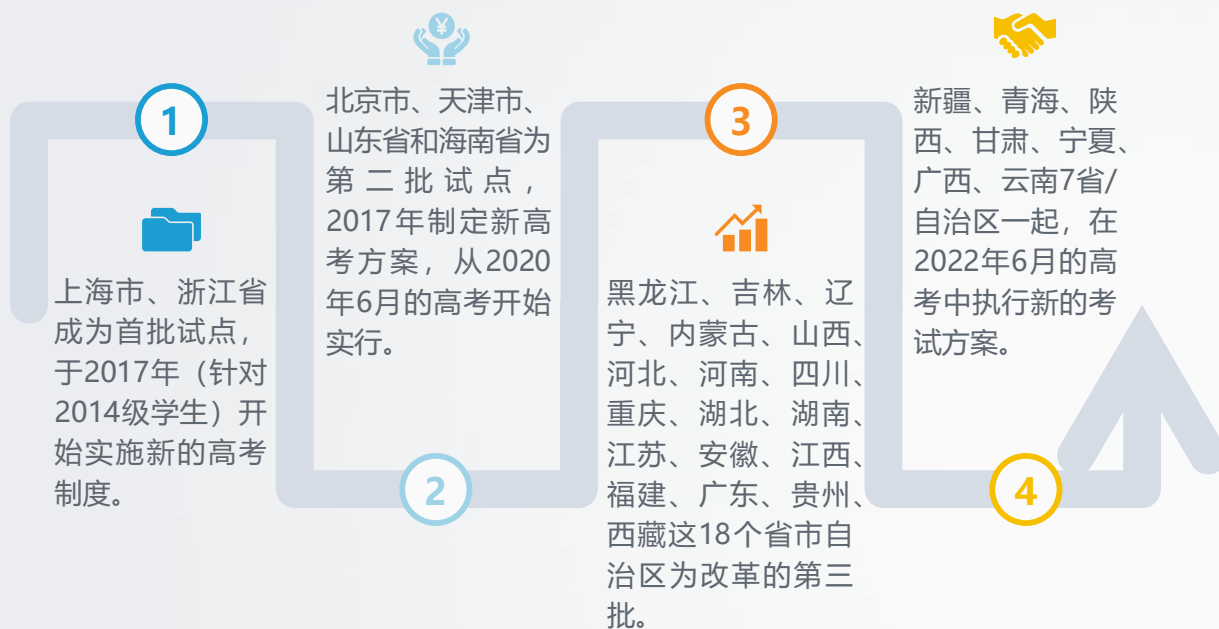 1
上海市、浙江省
成为首批试点，
于2017年（针对
2014级学生）开
始实施新的高考
制度。
¥
北京市、天津市、
山东省和海南省为
第二批试点，
2017年制定新高
考方案，从2020
年6月的高考开始
实行。
2
3
黑龙江、吉林、辽
宁、内蒙古、山西、
河北、河南、四川、
重庆、湖北、湖南、
江苏、安徽、江西、
福建、广东、贵州、
西藏这18个省市自
治区为改革的第三
批。
新疆、青海、陕
西、甘肃、宁夏、
广西、云南7省/
自治区一起，在
2022年6月的高
考中执行新的考
试方案。
4